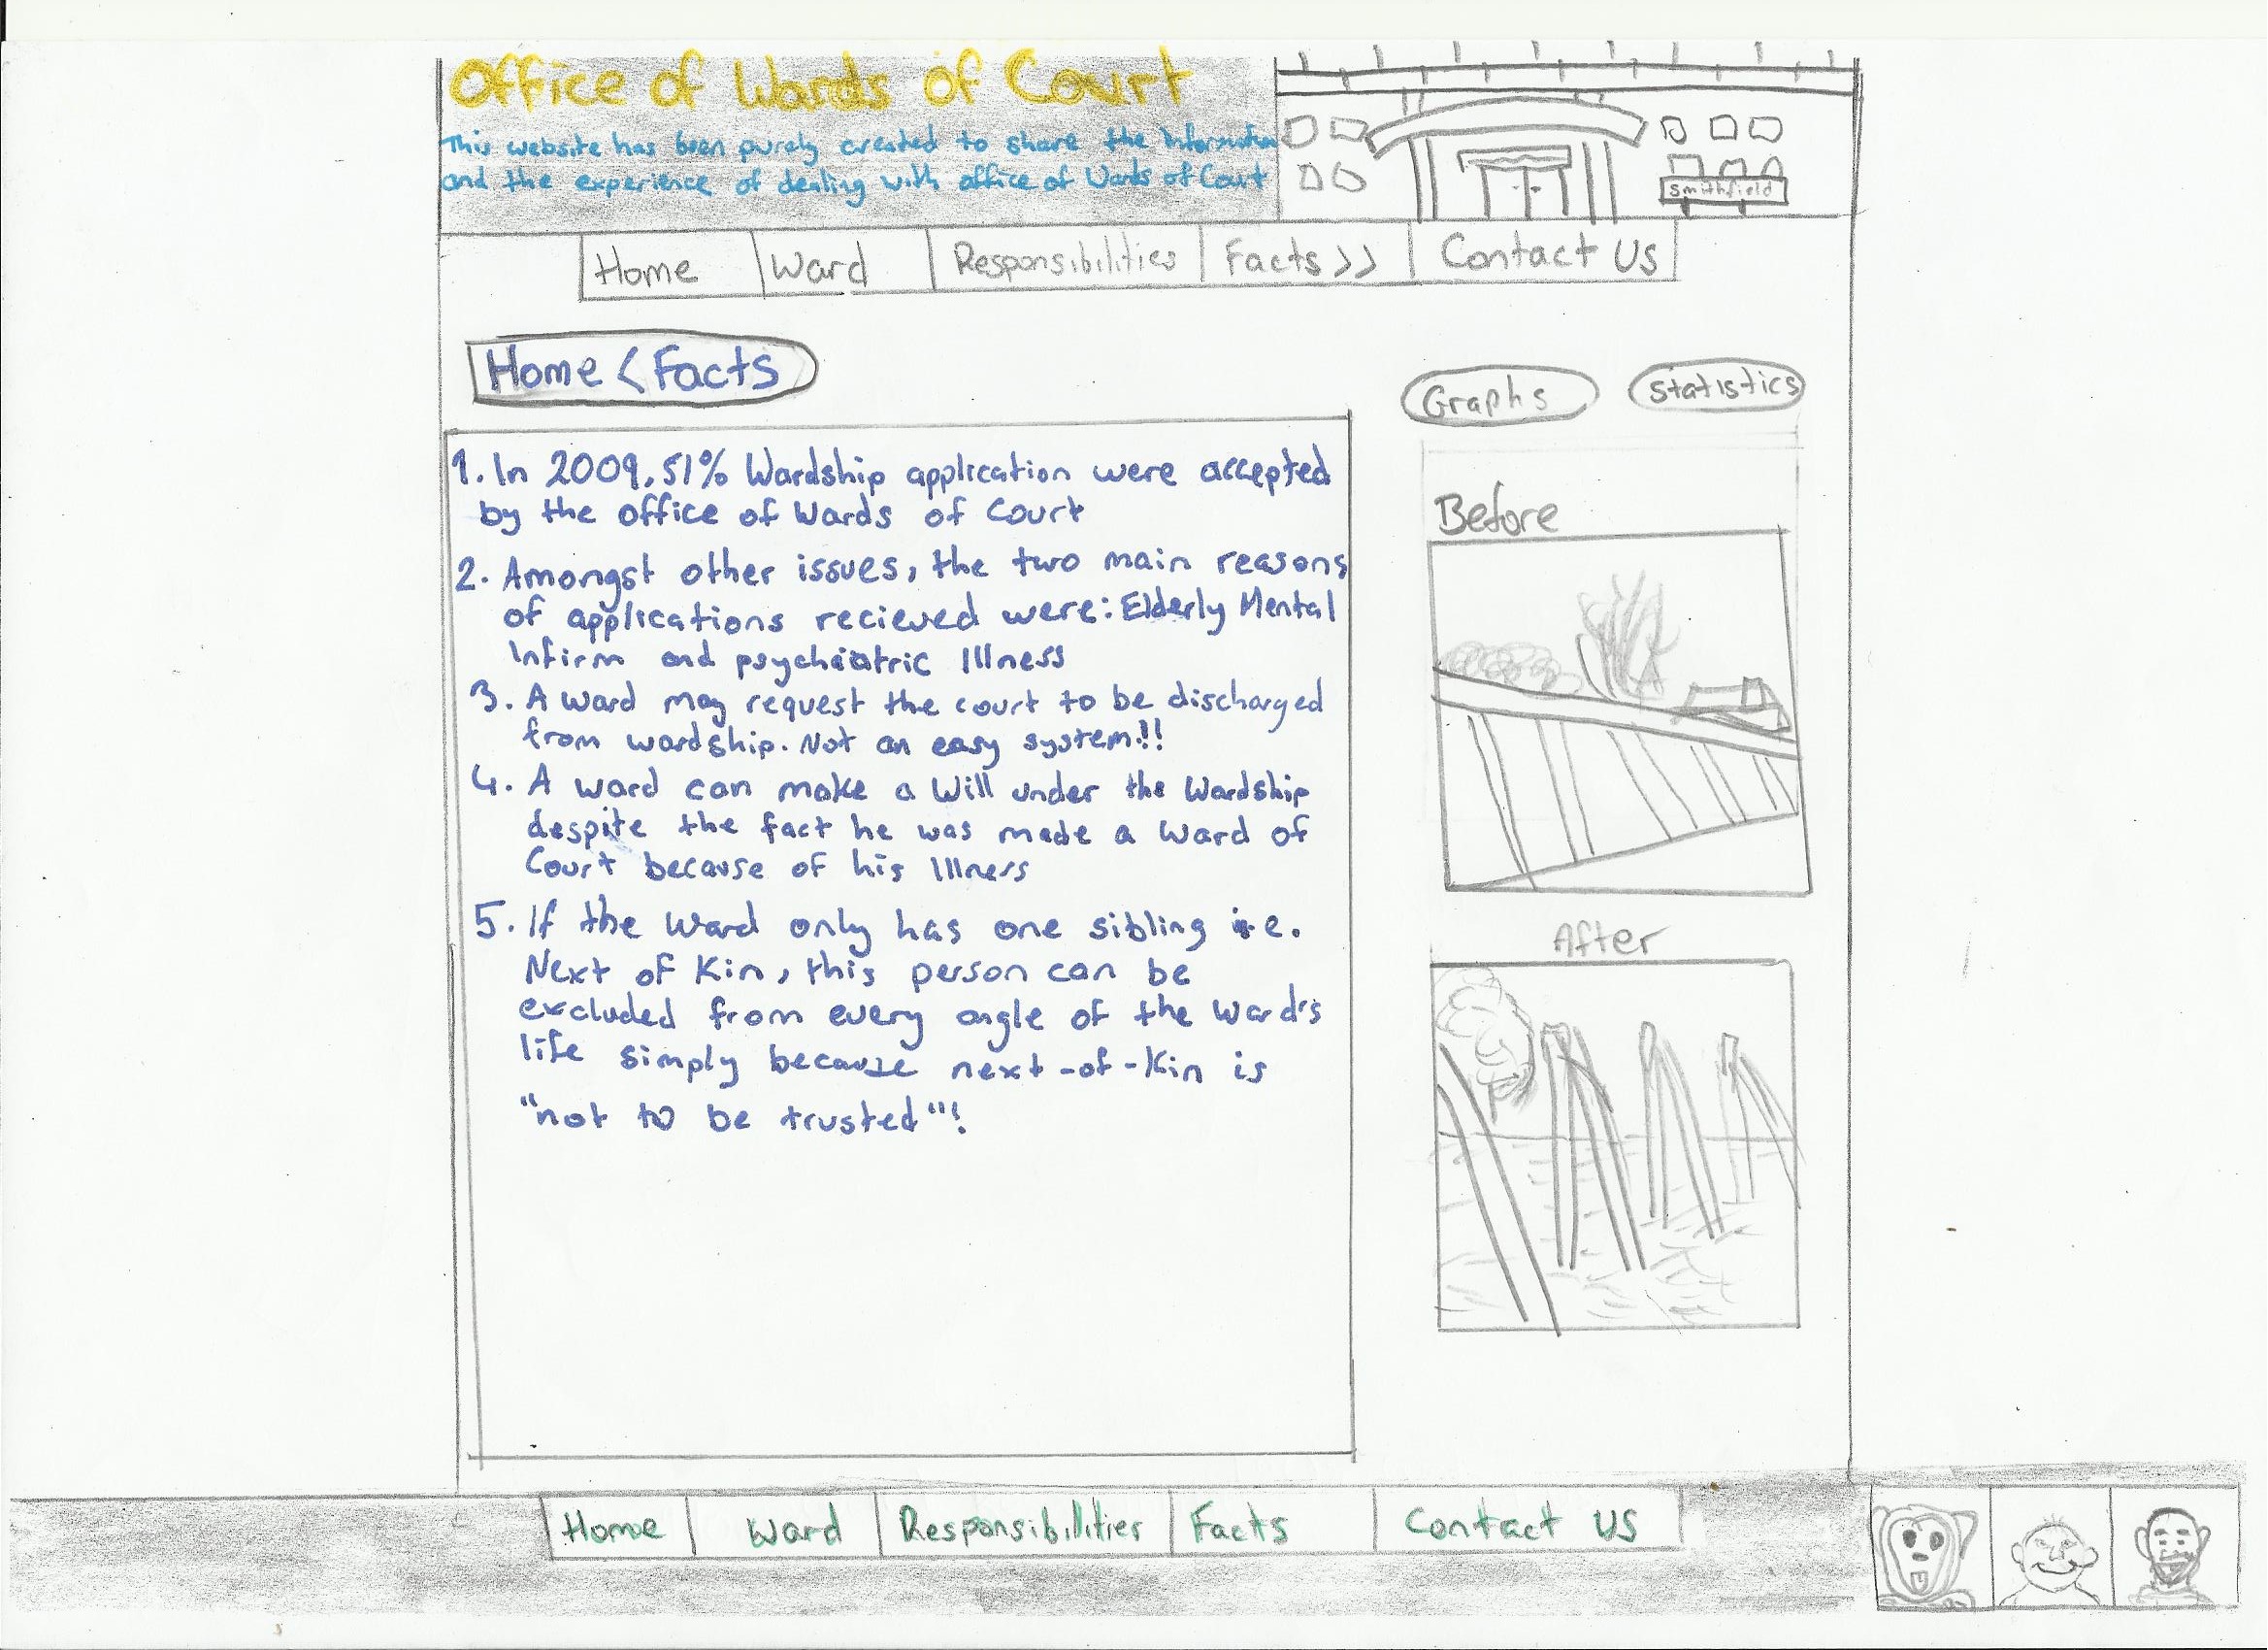 Office of Wards of Court
This website has been purely created to share the Information
and the experience of dealing with office of Wards of Court
Smithfield
Home Ward Responsibilities Facts >> Contact Us
Home < Facts
Graphs Statistics
1. In 2009, 51% Wardship application were accepted
by the office of Wards of Court
2. Amongst other issues, the two main reasons
of applications recieved were: Elderly Mental
Infirm and psychaiatric Illness
3. A ward may request the court to be discharged
from wardship. Not an easy system!!!
4. A ward can make a Will under the Wardship
despite the fact he was made a Ward of
Court because of his Illness
5. If the Ward only has one sibling i.e.
Next of Kin, this person can be
excluded from every angle of the Ward's
life simply because next-of-Kin is
"not to be trusted"!
Before
After
Home Ward Responsibilities Facts Contact Us